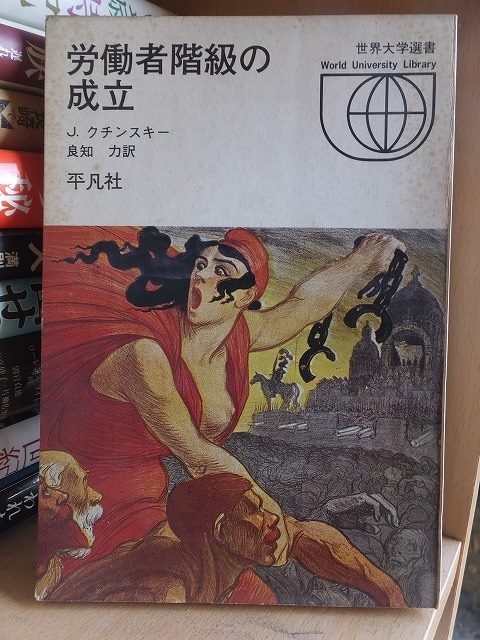 労働者階級の
成立
J. クチンスキー
良知 力訳
平凡社
世界大学選書
World University Library